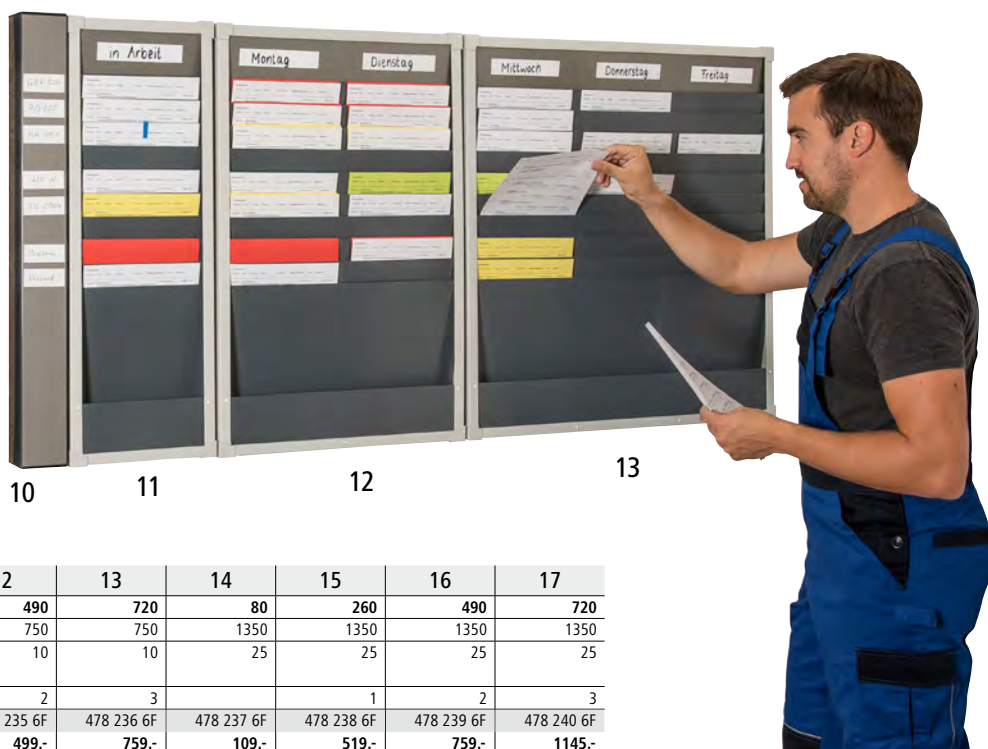 in Arbeit
Montag
Dienstag
Mittwoch
Donnerstag
Freitag
10
11
12
13
2 13 14 15 16 17
490 720 80 260 490 720
750 750 1350 1350 1350 1350
10 10 25 25 25 25
2 3 1 2 3
235 6F 478 236 6F 478 237 6F 478 238 6F 478 239 6F 478 240 6F
499.- 759.- 109.- 519.- 759.- 1145.-